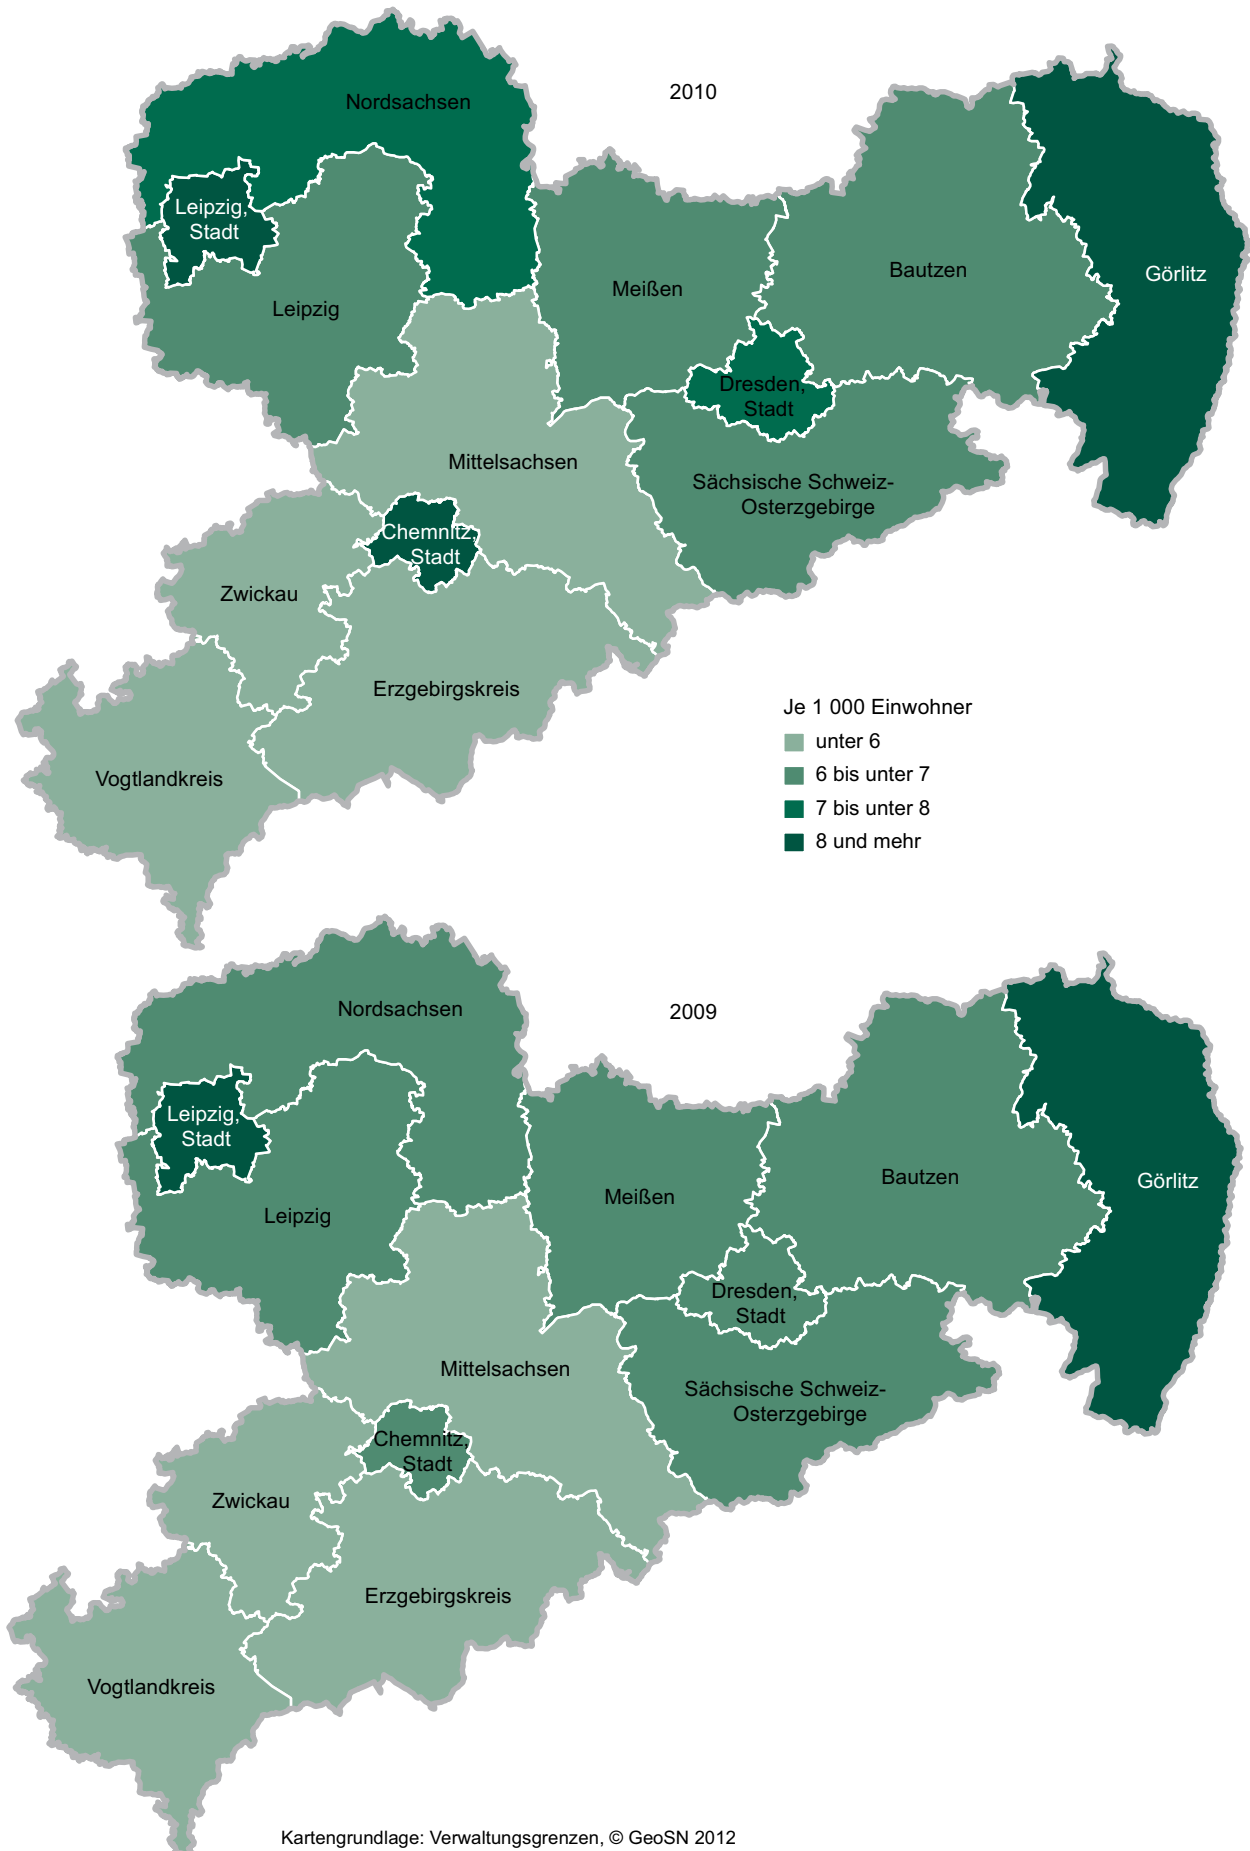 2010
Nordsachsen
Leipzig,
Stadt
Leipzig
Meißen
Bautzen
Görlitz
Dresden,
Stadt
Mittelsachsen
Sächsische Schweiz-
Osterzgebirge
Chemnitz,
Stadt
Zwickau
Erzgebirgskreis
Vogtlandkreis
Je 1 000 Einwohner
unter 6
6 bis unter 7
7 bis unter 8
8 und mehr
2009
Nordsachsen
Leipzig,
Stadt
Leipzig
Meißen
Bautzen
Görlitz
Dresden,
Stadt
Mittelsachsen
Sächsische Schweiz-
Osterzgebirge
Chemnitz,
Stadt
Zwickau
Erzgebirgskreis
Vogtlandkreis
Kartengrundlage: Verwaltungsgrenzen, © GeoSN 2012